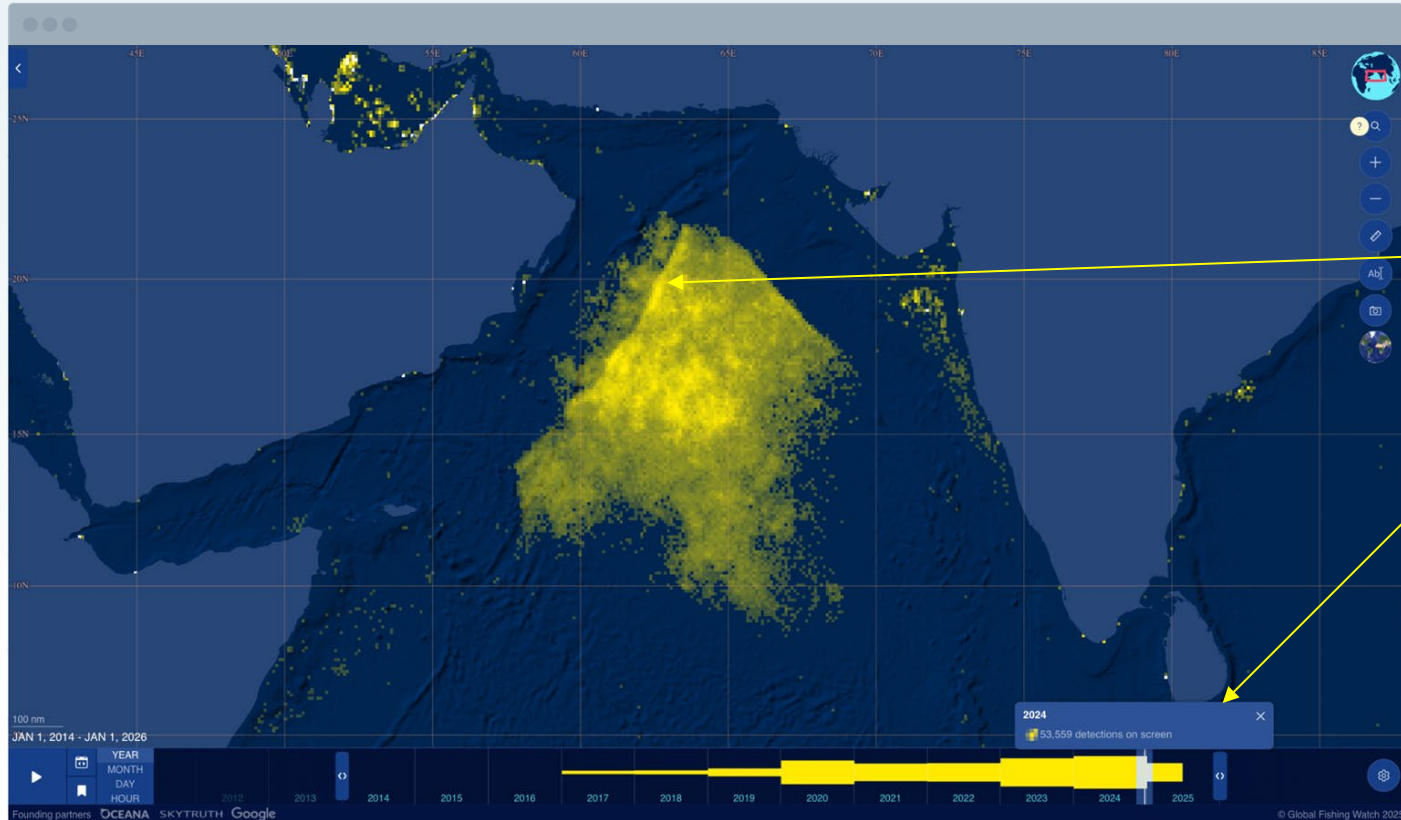 45E 50E 55E 60E 65E 70E 75E 80E 85E
25N
?
20N
Ab
15N
10N
100 nm
JAN 1, 2014 - JAN 1, 2026
2024
53,559 detections on screen
YEAR
MONTH
DAY
HOUR
2012 2013 2014 2015 2016 2017 2018 2019 2020 2021 2022 2023 2024 2025
Founding partners OCEANA SKYTRUTH Google
© Global Fishing Watch 2025